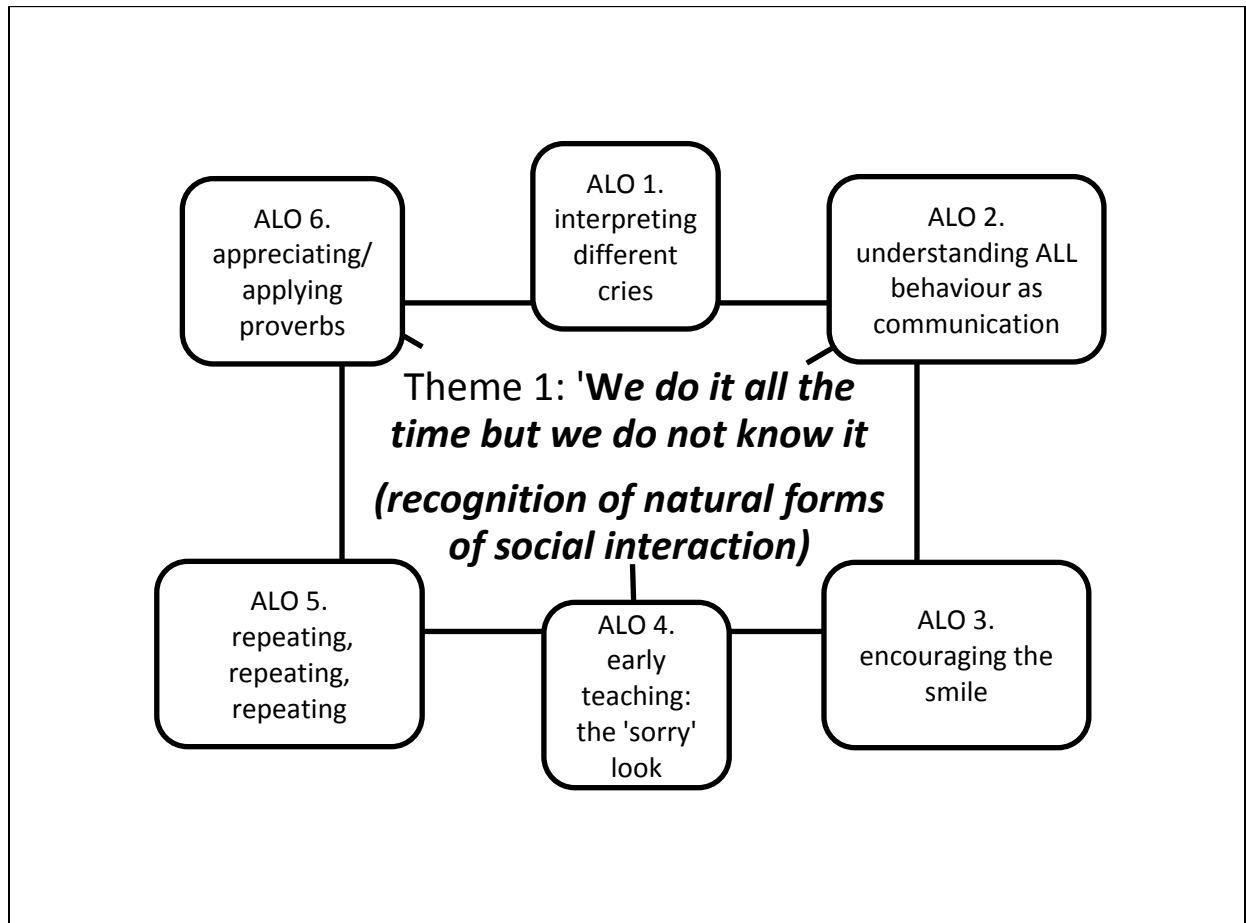 ALO 1.
interpreting
different
cries
ALO 2.
understanding ALL
behaviour as
communication
ALO 3.
encouraging the
smile
ALO 4.
early
teaching:
the 'sorry'
look
ALO 5.
repeating,
repeating,
repeating
ALO 6.
appreciating/
applying
proverbs
Theme 1: 'We do it all the
time but we do not know it
(recognition of natural forms
of social interaction)